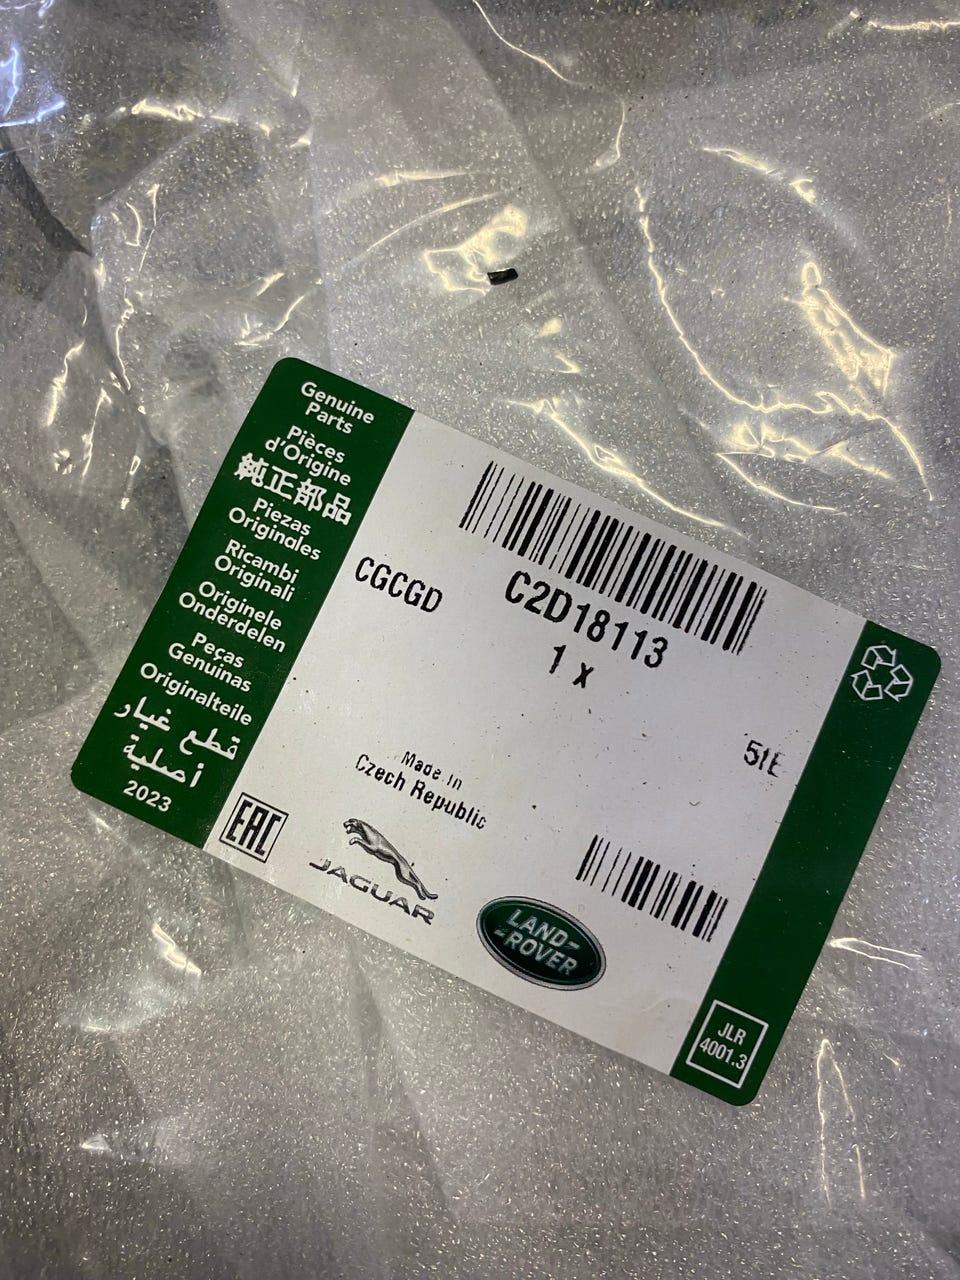 Genuine
Parts
Pièces
d'Origine
純正部品
Piezas
Originales
Ricambi
Originali
Originele
Onderdelen
Peças
Genuínas
Originalteile
قطع غيار
أصلية
2023
CGCGD
C2D18113
1 X
Made in
Czech Republic
EAC
JAGUAR
LAND-
-ROVER
JLR
4001.3